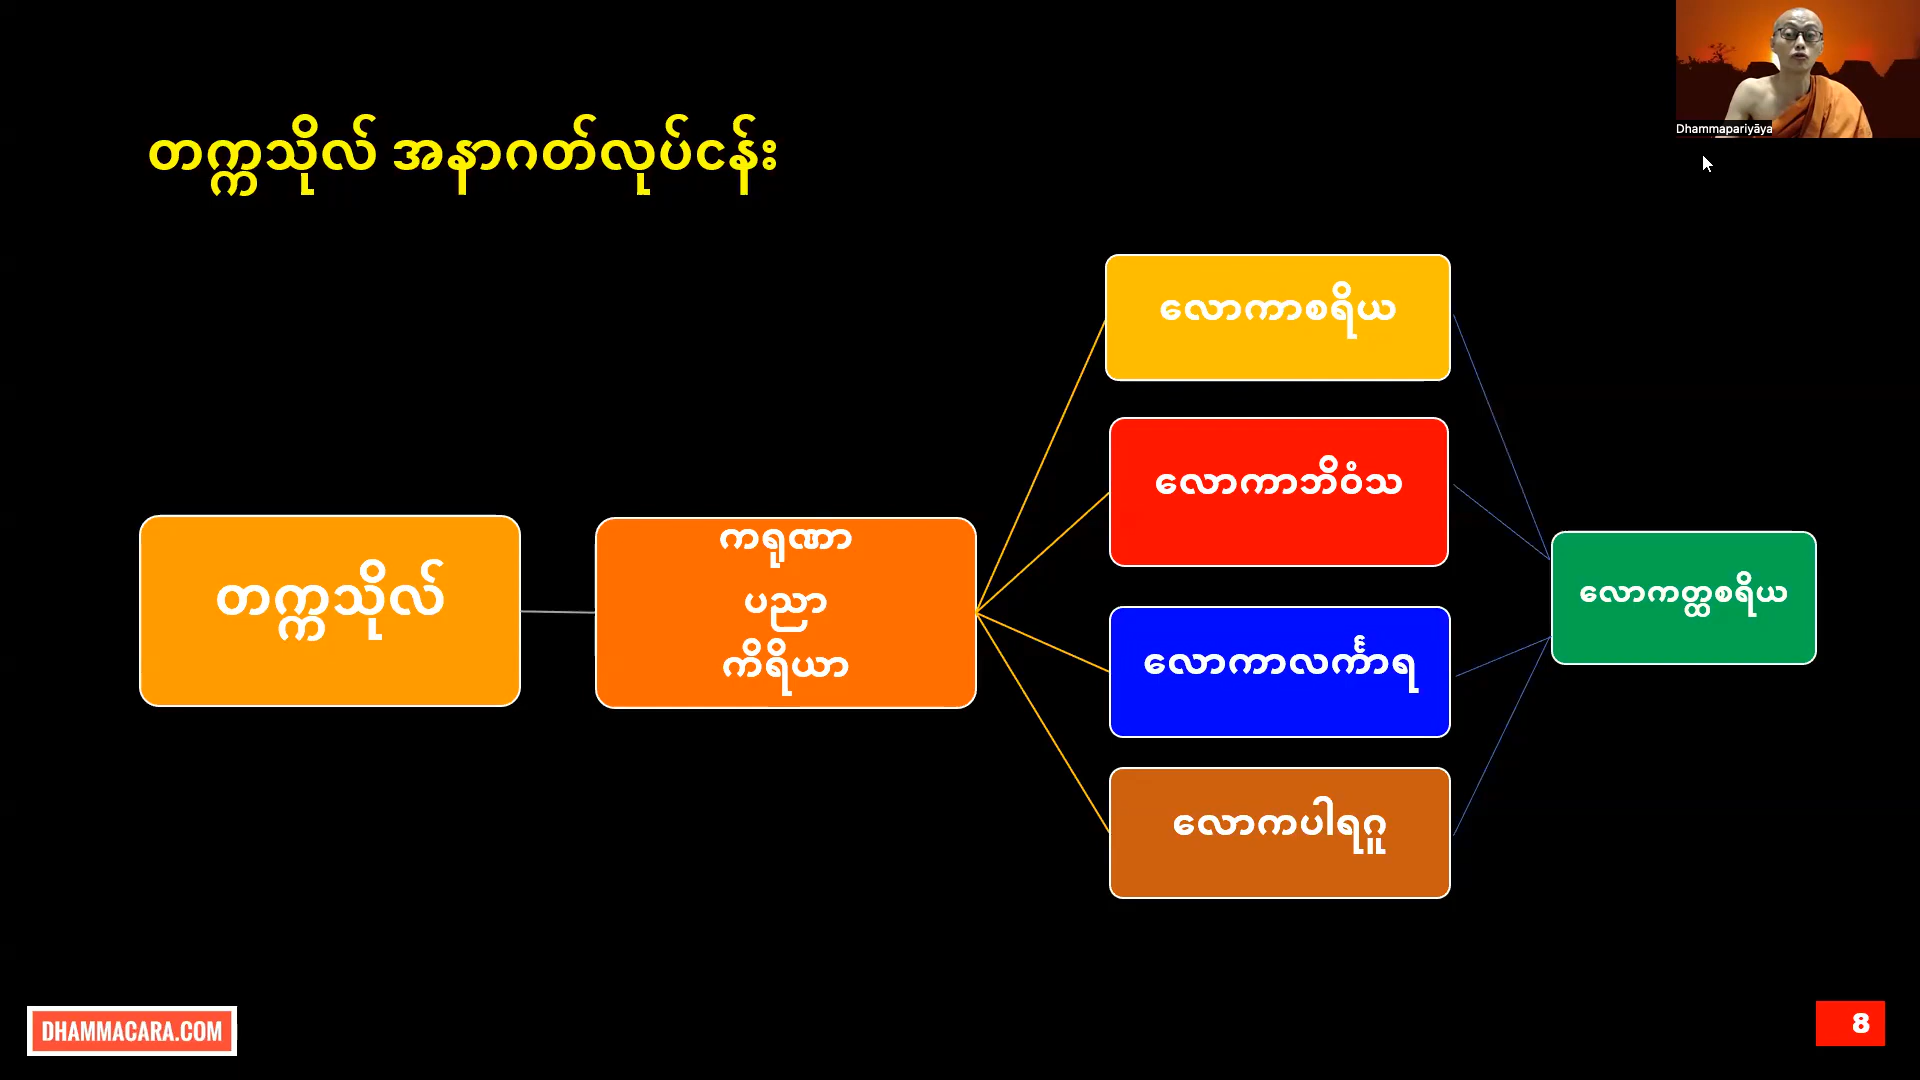 Dhammapariyāya
တက္ကသိုလ် အနာဂတ်လုပ်ငန်း
တက္ကသိုလ်
ကရုဏာ
ပညာ
ကိရိယာ
လောကာစရိယ
လောကာဘိဝံသ
လောကာလင်္ကာရ
လောကပါရဂူ
လောကတ္ထစရိယ
DHAMMACARA.COM
8